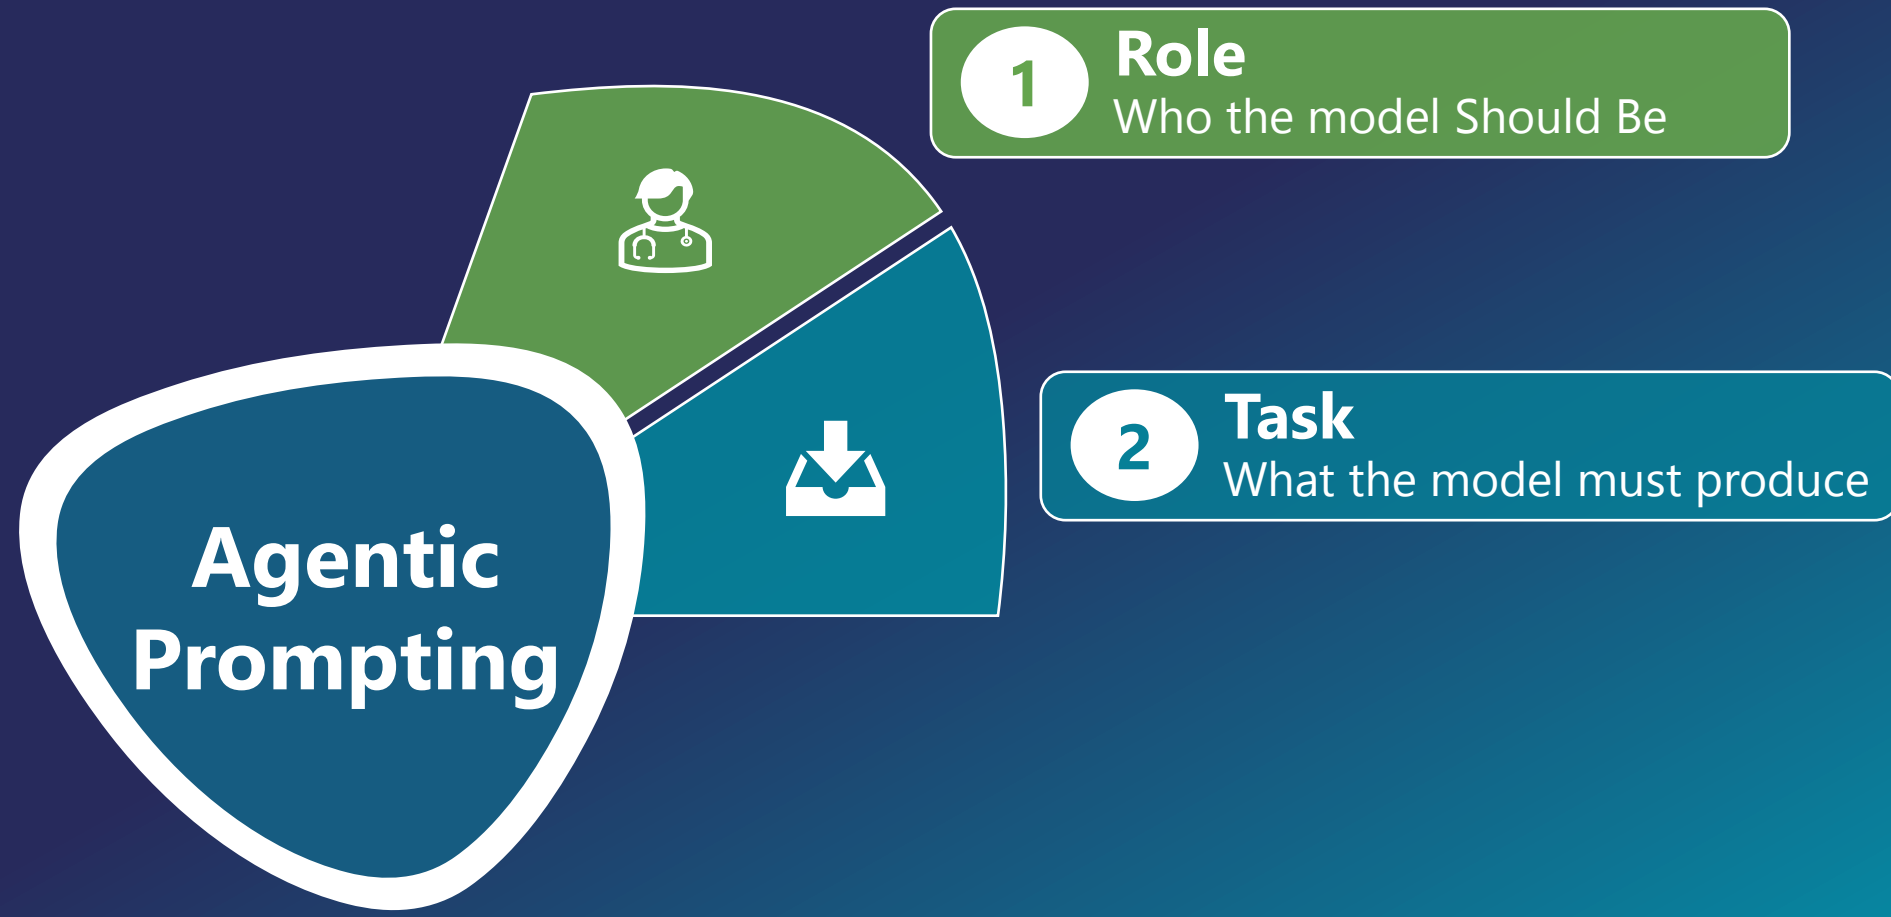 1
Role
Who the model Should Be
2
Task
What the model must produce
Agentic
Prompting